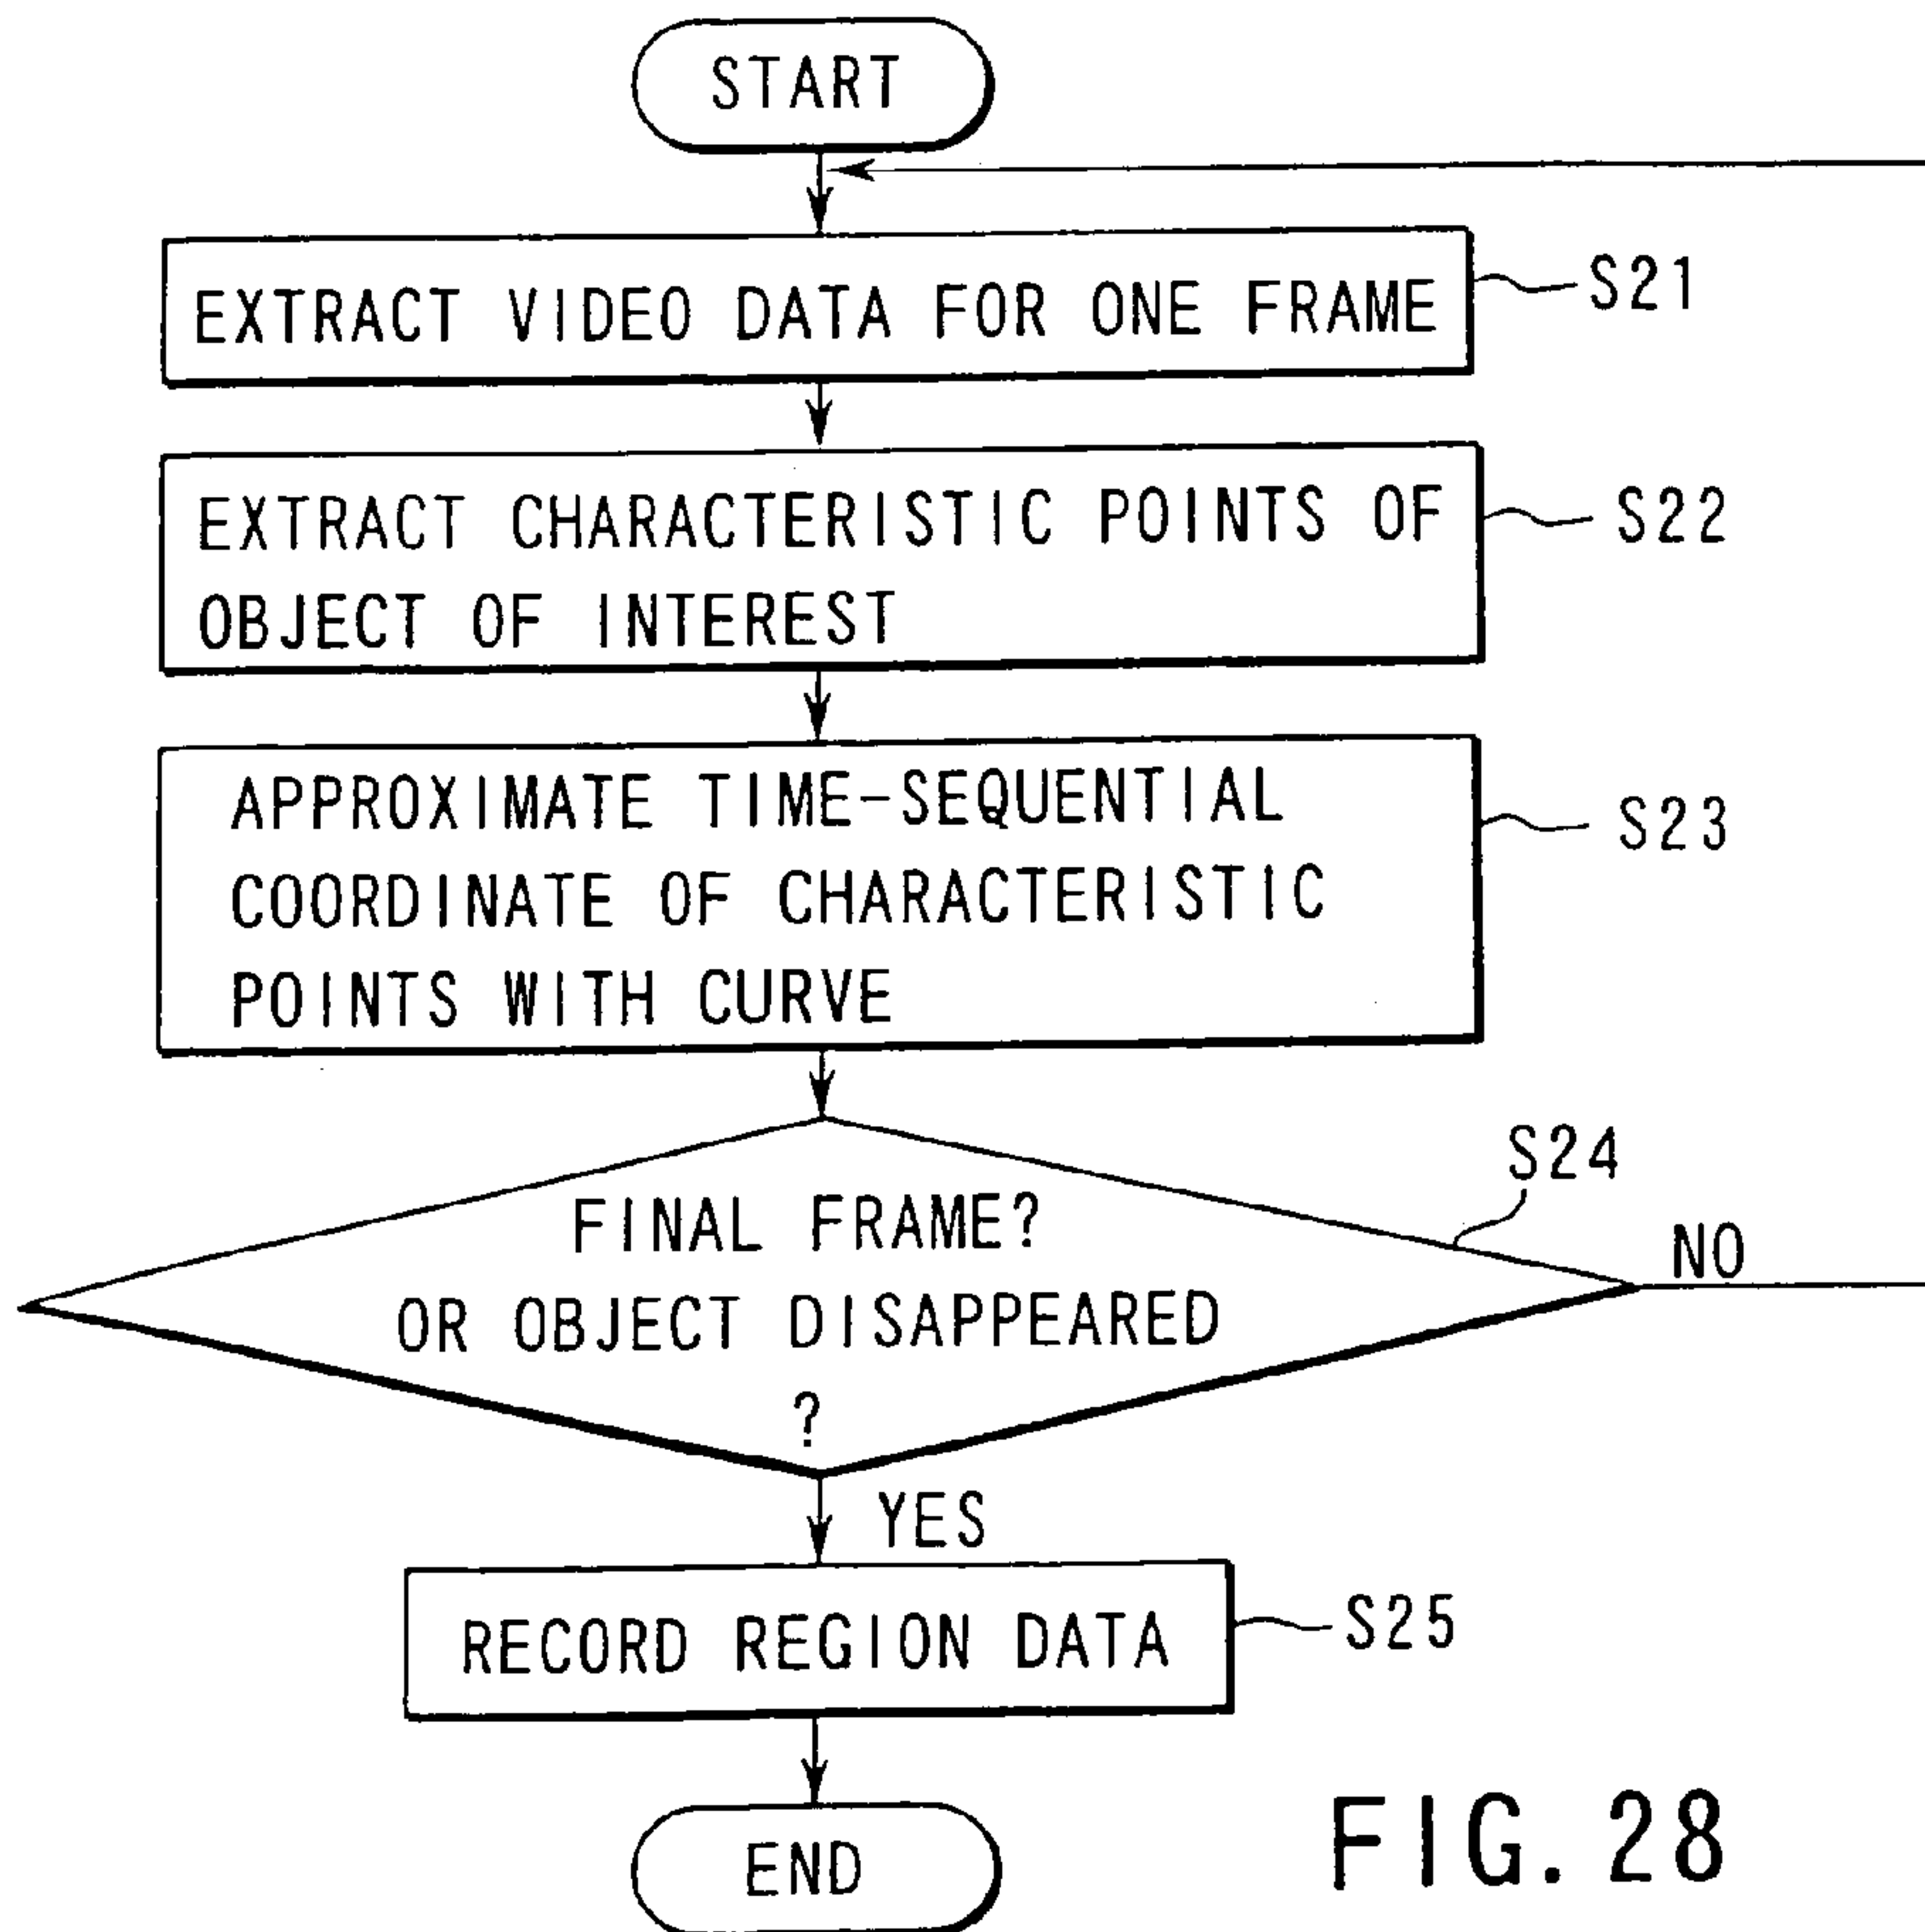 START
EXTRACT VIDEO DATA FOR ONE FRAME
S21
EXTRACT CHARACTERISTIC POINTS OF
OBJECT OF INTEREST
S22
APPROXIMATE TIME-SEQUENTIAL
COORDINATE OF CHARACTERISTIC
POINTS WITH CURVE
S23
S24
FINAL FRAME?
OR OBJECT DISAPPEARED
?
NO
YES
RECORD REGION DATA
S25
END
FIG. 28